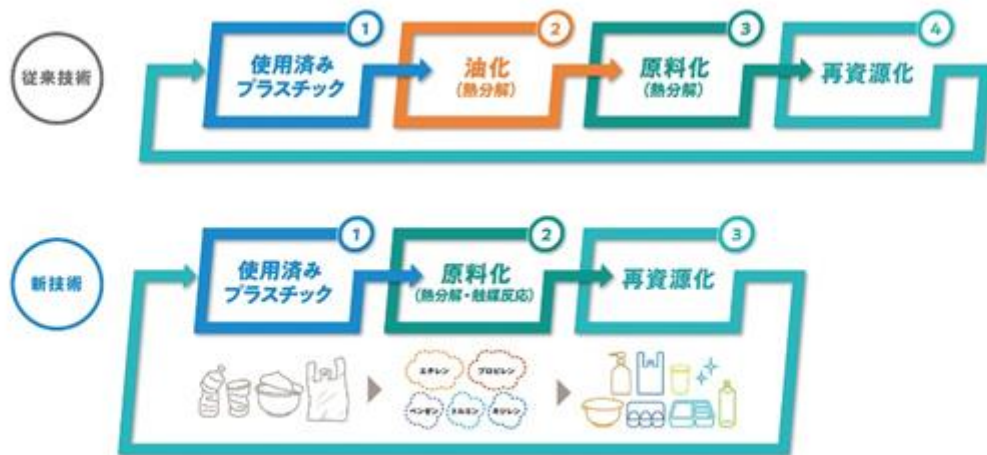 従来技術
1
使用済み
プラスチック
2
油化
(熱分解)
3
原料化
(熱分解)
4
再資源化
新技術
1
使用済み
プラスチック
2
原料化
(熱分解・触媒反応)
3
再資源化
エチレン
プロピレン
ベンゼン
トルエン
キシレン